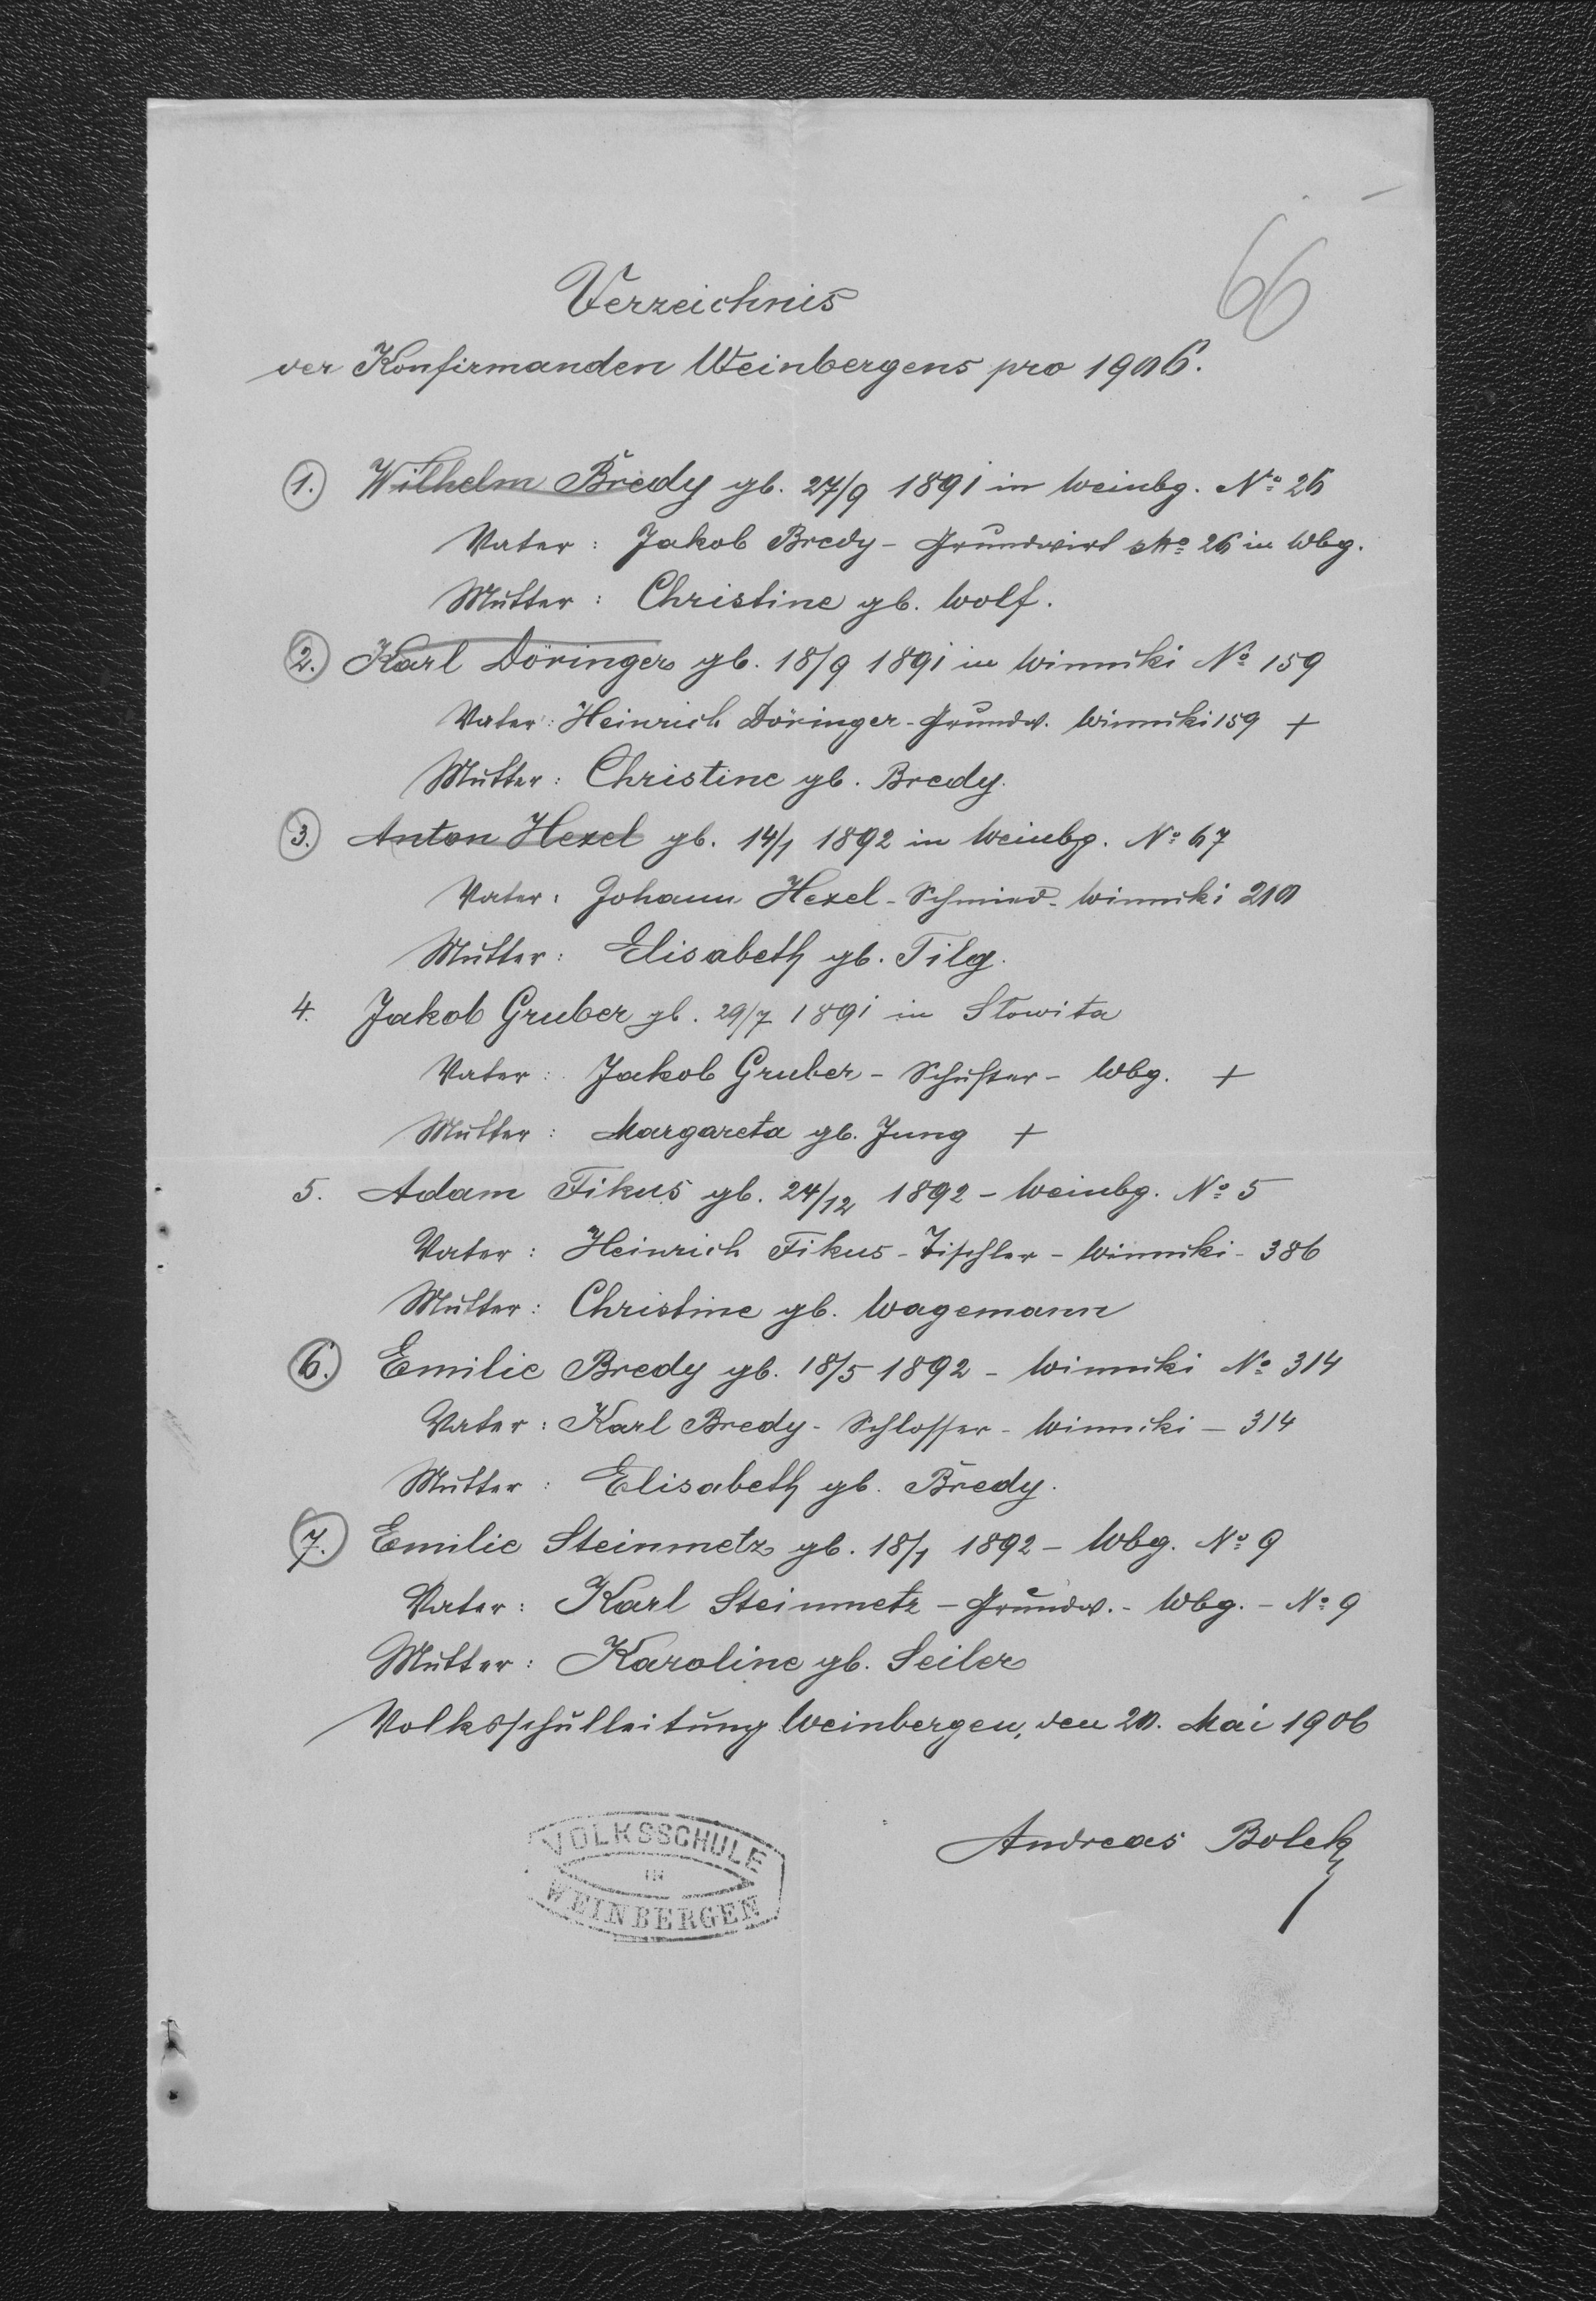 66
Verzeichnis
der Konfirmanden Weinbergens pro 1906.
1. Wilhelm Bredy gb. 27/9 1891 in Weinbg. No 26
Vater: Jakob Bredy - Grundwirt No 26 in Wbg.
Mutter: Christine gb. Wolf.
2. Karl Döringer gb. 18/9 1891 in Winniki No 159
Vater: Heinrich Döringer - Grundw. Winniki 159 +
Mutter: Christine gb. Bredy.
3. Anton Hexel gb. 14/1 1892 in Weinbg. No 67
Vater: Johann Hexel - Schmied - Winniki 210
Mutter: Elisabeth gb. Tilg.
4. Jakob Gruber gb. 29/7 1891 in Slowita
Vater: Jakob Gruber - Schuster - Wbg. +
Mutter: Margareta gb. Jung +
5. Adam Fikus gb. 24/12 1892 - Weinbg. No 5
Vater: Heinrich Fikus - Tischler - Winniki - 386
Mutter: Christine gb. Wagemann
6. Emilie Bredy gb. 18/5 1892 - Winniki No 314
Vater: Karl Bredy - Schlosser - Winniki - 314
Mutter: Elisabeth gb. Bredy.
7. Emilie Steinmetz gb. 18/1 1892 - Wbg. No 9
Vater: Karl Steinmetz - Grundw. - Wbg. - No 9
Mutter: Karoline gb. Seiler
Volksschulleitung Weinbergen, den 20. Mai 1906
VOLKSSCHULE
IN
WEINBERGEN
Andreas Bolek